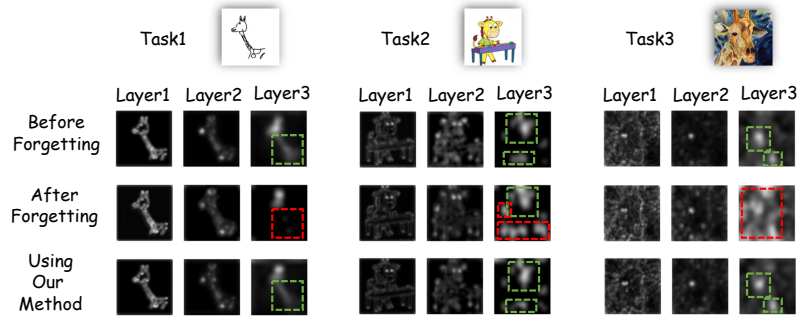 Task1
Task2
Task3
Layer1 Layer2 Layer3
Layer1 Layer2 Layer3
Layer1 Layer2 Layer3
Before
Forgetting
After
Forgetting
Using
Our
Method